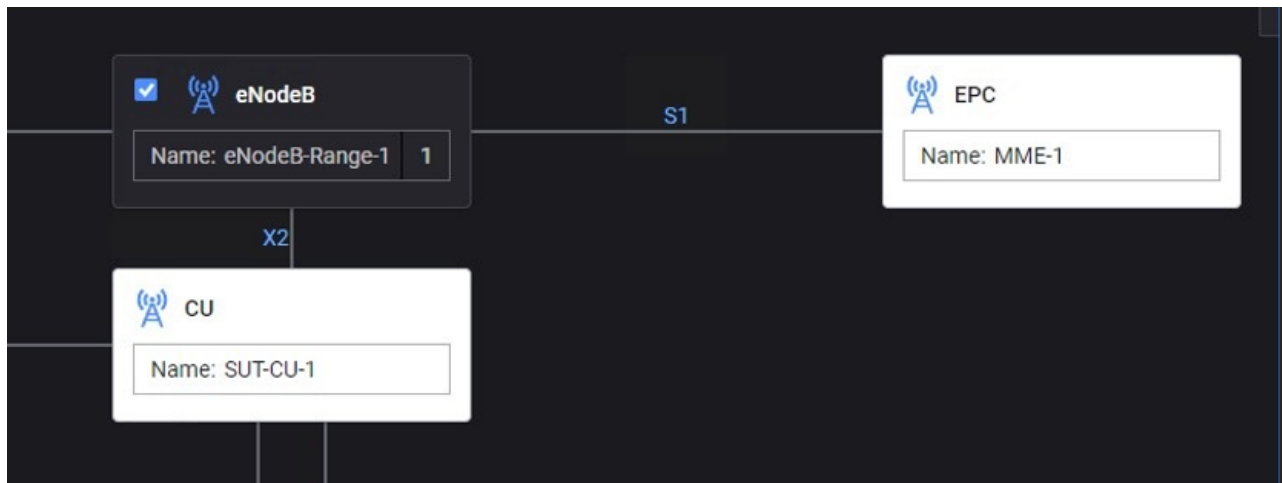 eNodeB
Name: eNodeB-Range-1 1
S1
EPC
Name: MME-1
X2
CU
Name: SUT-CU-1